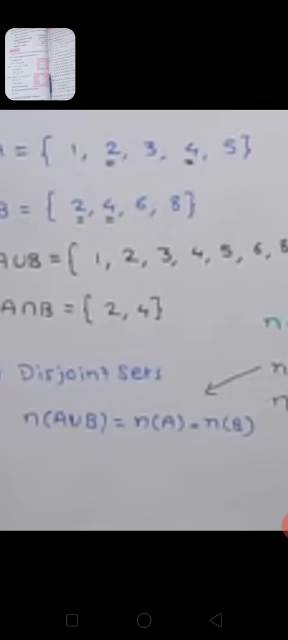 A = { 1, 2, 3, 4, 5}
B = { 2, 4, 6, 8}
A∪B = { 1, 2, 3, 4, 5, 6, 8
A∩B = { 2, 4}
n
Disjoint Sets
n
n(A∪B) = n(A) = n(B)
n